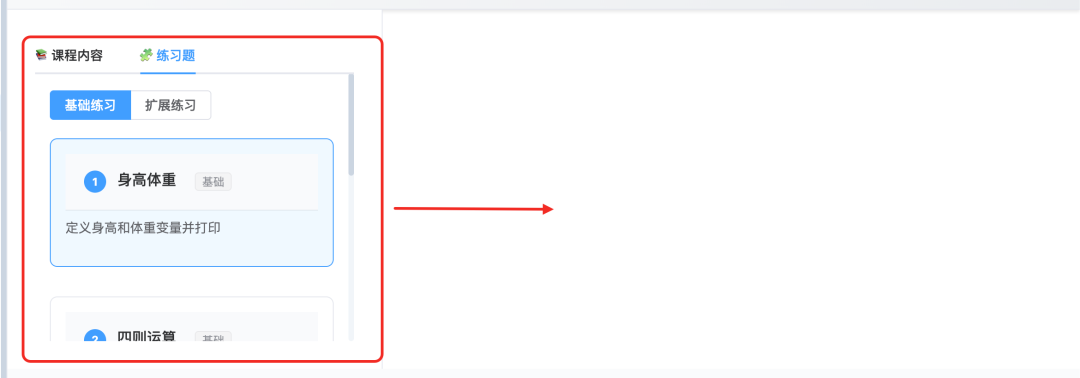 课程内容 练习题
基础练习 扩展练习
1 身高体重 基础
定义身高和体重变量并打印
2 四则运算 基础